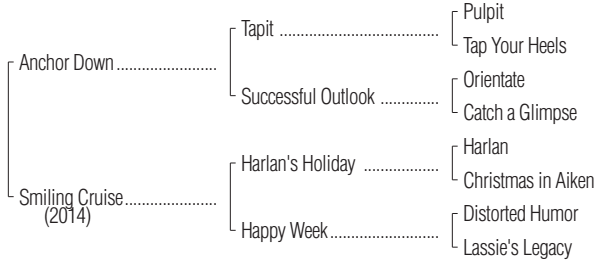 Pulpit
Tapit ................................................
Tap Your Heels
Anchor Down ..............................
Orientate
Successful Outlook .................
Catch a Glimpse
Harlan
Harlan's Holiday ......................
Christmas in Aiken
Smiling Cruise...........................
(2014)
Distorted Humor
Happy Week ................................
Lassie's Legacy